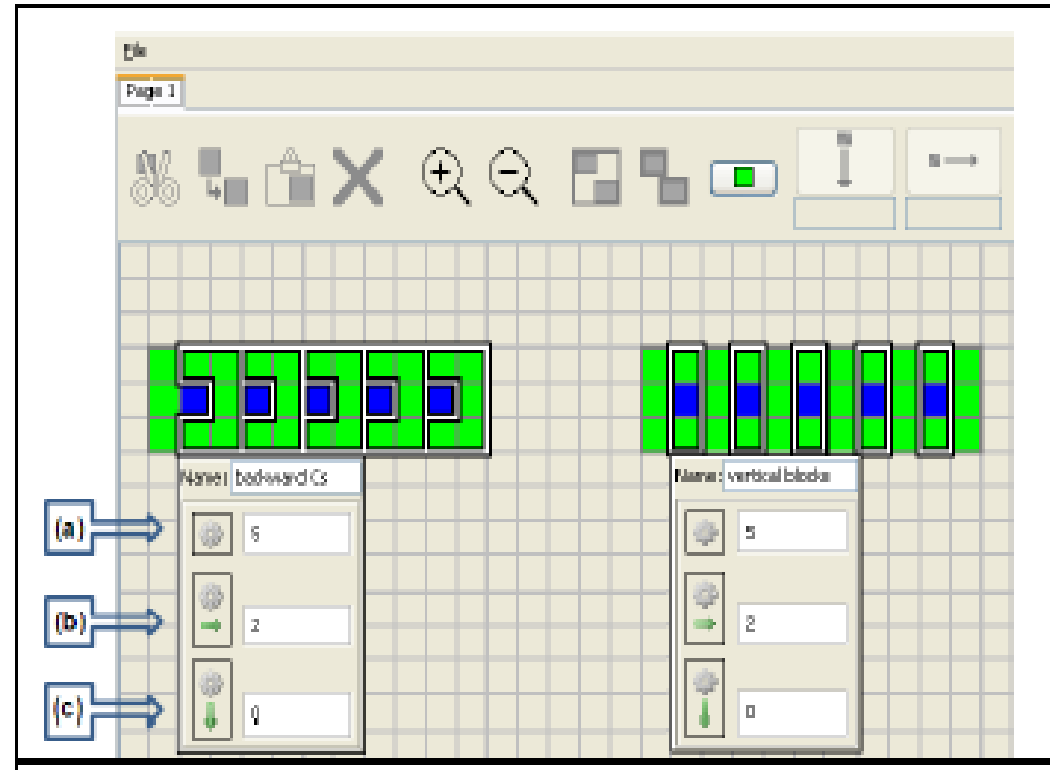 File
Page 1
Name: backward Cs
Name: vertical blocks
(a)
5
5
(b)
2
2
(c)
0
0